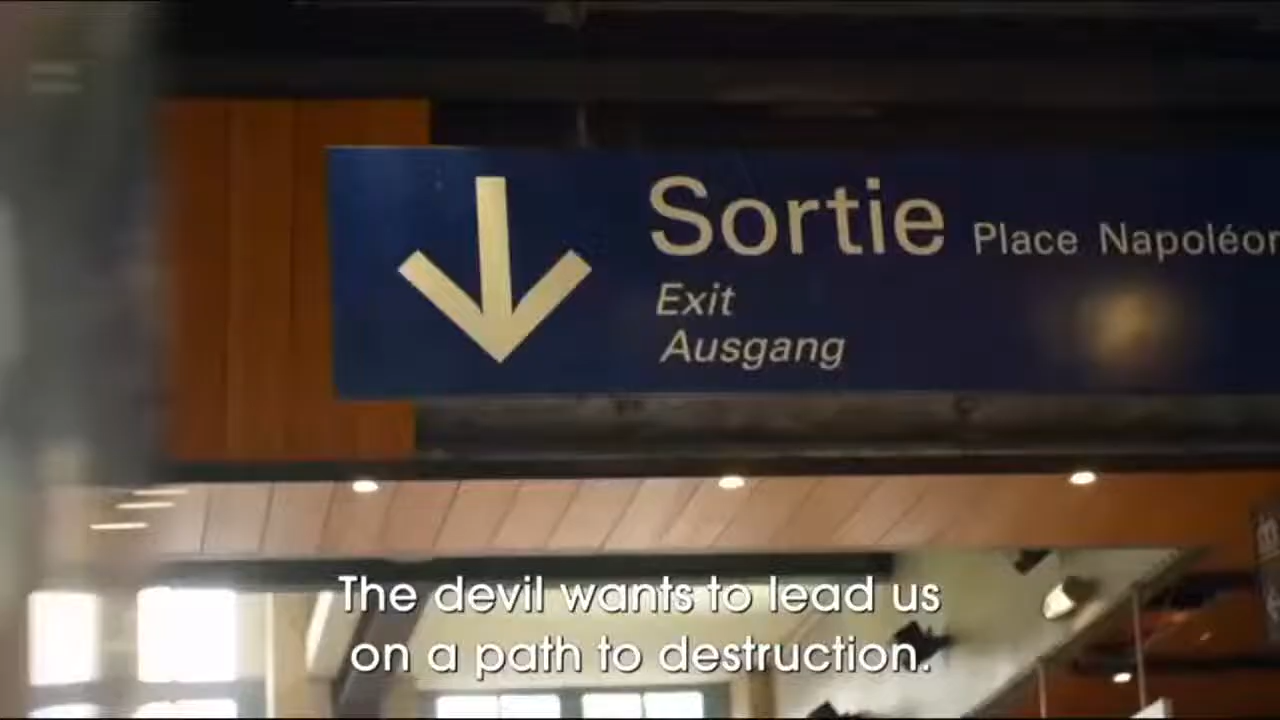 Sortie Place Napoléon
Exit
Ausgang
The devil wants to lead us
on a path to destruction.